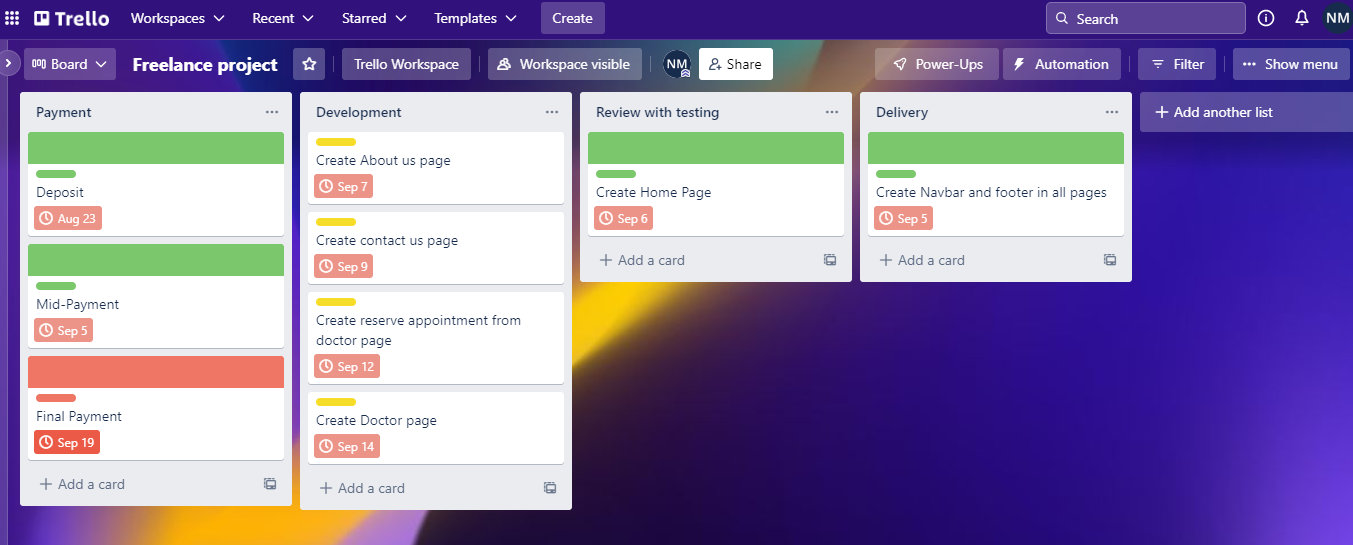 Trello
Workspaces
Recent
Starred
Templates
Create
Search
NM
Board
Freelance project
Trello Workspace
Workspace visible
NM
Share
Power-Ups
Automation
Filter
Show menu
Payment
Deposit
Aug 23
Mid-Payment
Sep 5
Final Payment
Sep 19
Add a card
Development
Create About us page
Sep 7
Create contact us page
Sep 9
Create reserve appointment from
doctor page
Sep 12
Create Doctor page
Sep 14
Add a card
Review with testing
Create Home Page
Sep 6
Add a card
Delivery
Create Navbar and footer in all pages
Sep 5
Add a card
Add another list